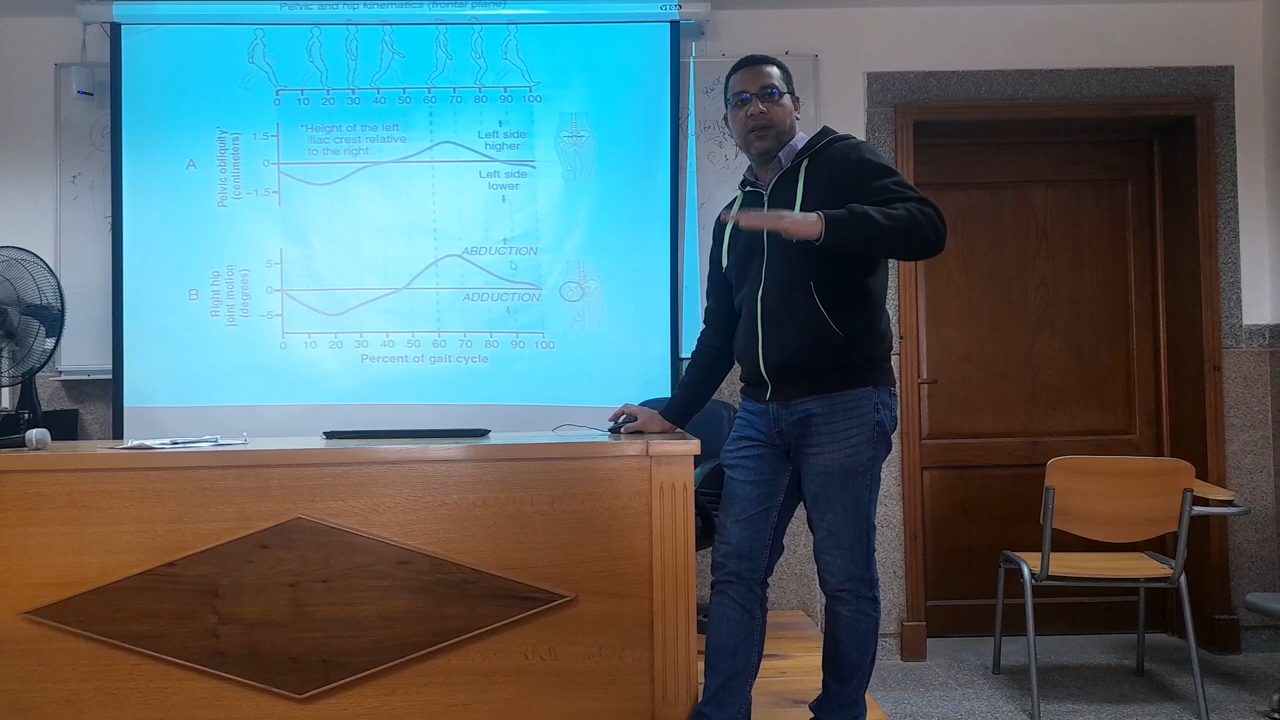 Pelvic and hip kinematics (frontal plane)
0 10 20 30 40 50 60 70 80 90 100
A
Pelvic obliquity*
(centimeters)
1.5
0
-1.5
*Height of the left
iliac crest relative
to the right
Left side
higher
Left side
lower
B
Right hip
joint motion
(degrees)
5
0
-5
ABDUCTION
ADDUCTION
0 10 20 30 40 50 60 70 80 90 100
Percent of gait cycle